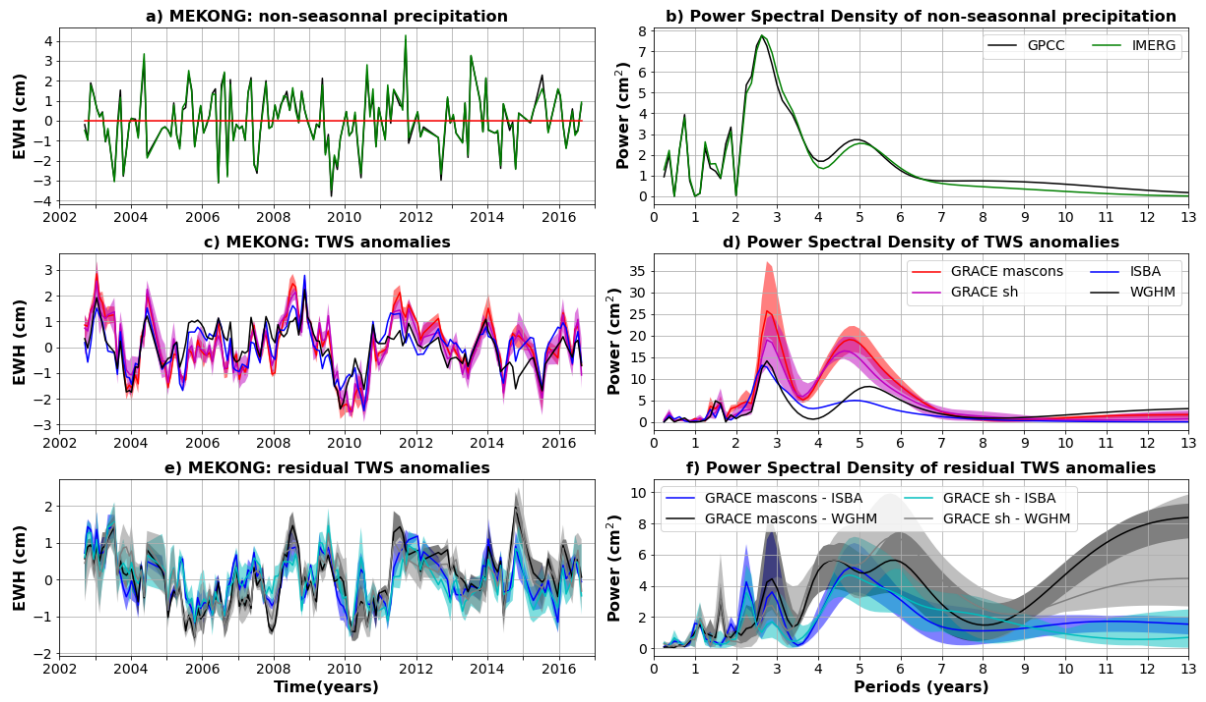 a) MEKONG: non-seasonnal precipitation
EWH (cm)
4
3
2
1
0
−1
−2
−3
−4
2002 2004 2006 2008 2010 2012 2014 2016
b) Power Spectral Density of non-seasonnal precipitation
Power (cm²)
8
7
6
5
4
3
2
1
0
GPCC IMERG
0 1 2 3 4 5 6 7 8 9 10 11 12 13
c) MEKONG: TWS anomalies
EWH (cm)
3
2
1
0
−1
−2
−3
2002 2004 2006 2008 2010 2012 2014 2016
d) Power Spectral Density of TWS anomalies
Power (cm²)
35
30
25
20
15
10
5
0
GRACE mascons ISBA
GRACE sh WGHM
0 1 2 3 4 5 6 7 8 9 10 11 12 13
e) MEKONG: residual TWS anomalies
EWH (cm)
2
1
0
−1
−2
2002 2004 2006 2008 2010 2012 2014 2016
Time(years)
f) Power Spectral Density of residual TWS anomalies
Power (cm²)
10
8
6
4
2
0
GRACE mascons - ISBA GRACE sh - ISBA
GRACE mascons - WGHM GRACE sh - WGHM
0 1 2 3 4 5 6 7 8 9 10 11 12 13
Periods (years)